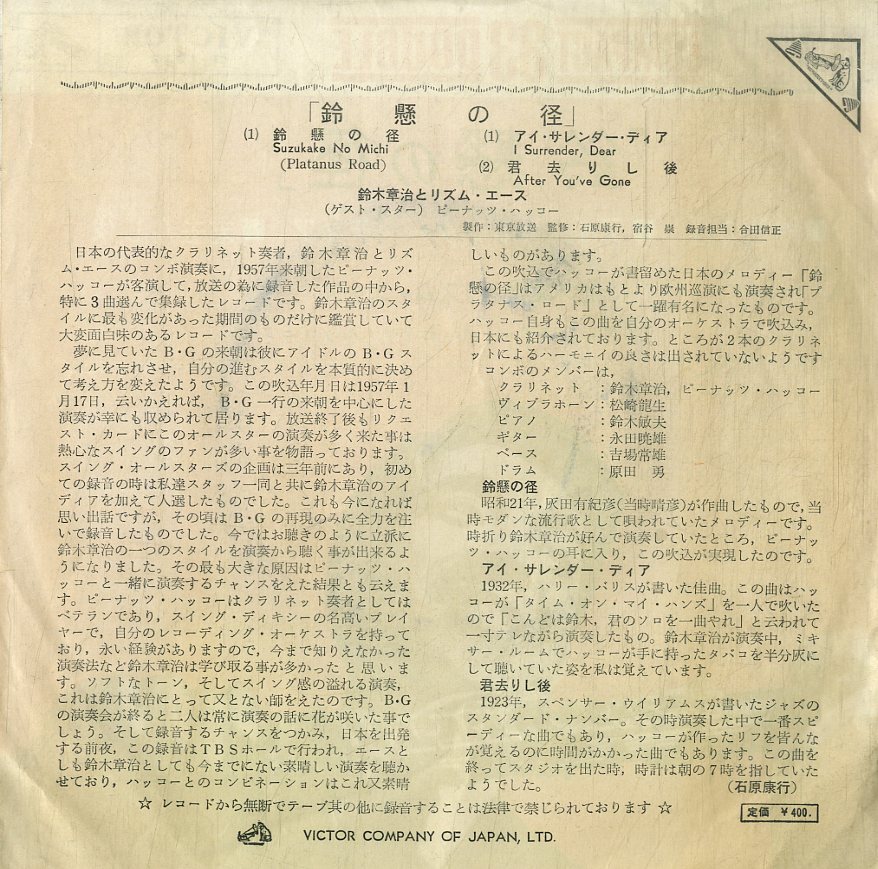 「鈴懸の径」
(1) 鈴懸の径
Suzukake No Michi
(Platanus Road)
(1) アイ・サレンダー・ディア
I Surrender, Dear
(2) 君去りし後
After You've Gone
鈴木章治とリズム・エース
(ゲスト・スター) ピーナッツ・ハッコー
製作:東京放送 監修:石原康行,宿谷 崇 録音担当:合田信正
日本の代表的なクラリネット奏者,鈴木章治とリズ
ム・エースのコンボ演奏に,1957年来朝したピーナッツ・
ハッコーが客演して,放送の為に録音した作品の中から,
特に3曲選んで集録したレコードです。鈴木章治のスタ
イルに最も変化があった期間のものだけに鑑賞していて
大変面白味のあるレコードです。
夢に見ていたB・Gの来朝は彼にアイドルのB・Gス
タイルを忘れさせ,自分の進むスタイルを本質的に決め
て考え方を変えたようです。この吹込年月日は1957年1
月17日,云いかえれば,B・G一行の来朝を中心にした
演奏が幸にも収められて居ります。放送終了後もリクエ
スト・カードにこのオールスターの演奏が多く来た事は
熱心なスイングのファンが多い事を物語っております。
スイング・オールスターズの企画は三年前にあり,初め
ての録音の時は私達スタッフ一同と共に鈴木章治のアイ
ディアを加えて人選したものでした。これも今になれば
思い出話ですが,その頃はB・Gの再現のみに全力を注
いで録音したものでした。今ではお聴きのように立派に
鈴木章治の一つのスタイルを演奏から聴く事が出来るよ
うになりました。その最も大きな原因はピーナッツ・ハ
ッコーと一緒に演奏するチャンスをえた結果とも云えま
す。ピーナッツ・ハッコーはクラリネット奏者としては
ベテランであり,スイング・ディキシーの名高いプレイ
ヤーで,自分のレコーディング・オーケストラを持って
おり,永い経験がありますので,今まで知りえなかった
演奏法など鈴木章治は学び取る事が多かったと思いま
す。ソフトなトーン,そしてスイング感の溢れる演奏,
これは鈴木章治にとって又とない師をえたのです。B・G
の演奏会が終ると二人は常に演奏の話に花が咲いた事で
しょう。そして録音するチャンスをつかみ,日本を出発
する前夜,この録音はTBSホールで行われ,エースと
しも鈴木章治としても今までにない素晴しい演奏を聴か
せており,ハッコーとのコンビネーションはこれ又素晴
しいものがあります。
この吹込でハッコーが書留めた日本のメロディー「鈴
懸の径」はアメリカはもとより欧州巡演にも演奏され「プ
ラタナス・ロード」として一躍有名になったものです。
ハッコー自身もこの曲を自分のオーケストラで吹込み,
日本にも紹介されております。ところが2本のクラリネ
ットによるハーモニイの良さは出されていないようです
コンボのメンバーは,
クラリネット :鈴木章治,ピーナッツ・ハッコー
ヴィブラホーン:松崎龍生
ピアノ :鈴木敏夫
ギター :永田暁雄
ベース :吉場常雄
ドラム :原田 勇
鈴懸の径
昭和21年,灰田有紀彦(当時晴彦)が作曲したもので,当
時モダンな流行歌として唄われていたメロディーです。
時折り鈴木章治が好んで演奏していたところ,ピーナッ
ツ・ハッコーの耳に入り,この吹込が実現したのです。
アイ・サレンダー・ディア
1932年,ハリー・バリスが書いた佳曲。この曲はハッ
コーが「タイム・オン・マイ・ハンズ」を一人で吹いた
ので「こんどは鈴木,君のソロを一曲やれ」と云われて
一寸テレながら演奏したもの。鈴木章治が演奏中,ミキ
サー・ルームでハッコーが手に持ったタバコを半分灰に
して聴いていた姿を私は覚えています。
君去りし後
1923年,スペンサー・ウイリアムスが書いたジャズの
スタンダード・ナンバー。その時演奏した中で一番スピ
ーディーな曲でもあり,ハッコーが作ったリフを皆んな
が覚えるのに時間がかかった曲でもあります。この曲を
終ってスタジオを出た時,時計は朝の7時を指していた
ようでした。 (石原康行)
☆ レコードから無断でテープ其の他に録音することは法律で禁じられております ☆
定価 ¥400.
VICTOR COMPANY OF JAPAN, LTD.